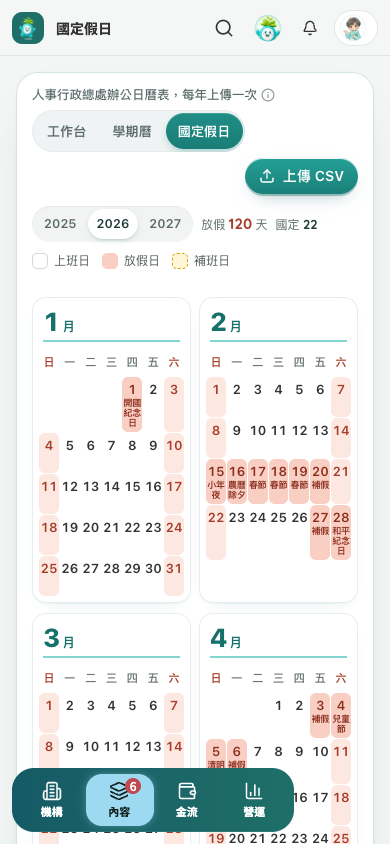 國定假日
人事行政總處辦公日曆表，每年上傳一次
工作台 學期曆 國定假日
上傳 CSV
2025 2026 2027 放假 120 天 國定 22
上班日 放假日 補班日
1 月
日 一 二 三 四 五 六
1 2 3
開國紀念日
4 5 6 7 8 9 10
11 12 13 14 15 16 17
18 19 20 21 22 23 24
25 26 27 28 29 30 31
2 月
日 一 二 三 四 五 六
1 2 3 4 5 6 7
8 9 10 11 12 13 14
15 16 17 18 19 20 21
小年夜 農曆除夕 春節 春節 春節 補假
22 23 24 25 26 27 28
補假 和平紀念日
3 月
日 一 二 三 四 五 六
1 2 3 4 5 6 7
8 9 10 11 12 13 14
4 月
日 一 二 三 四 五 六
1 2 3 4
補假 兒童節
5 6 7 8 9 10 11
清明 補假
16 17 18
19 20 21 22 23 24 25
6
機構 內容 金流 營運